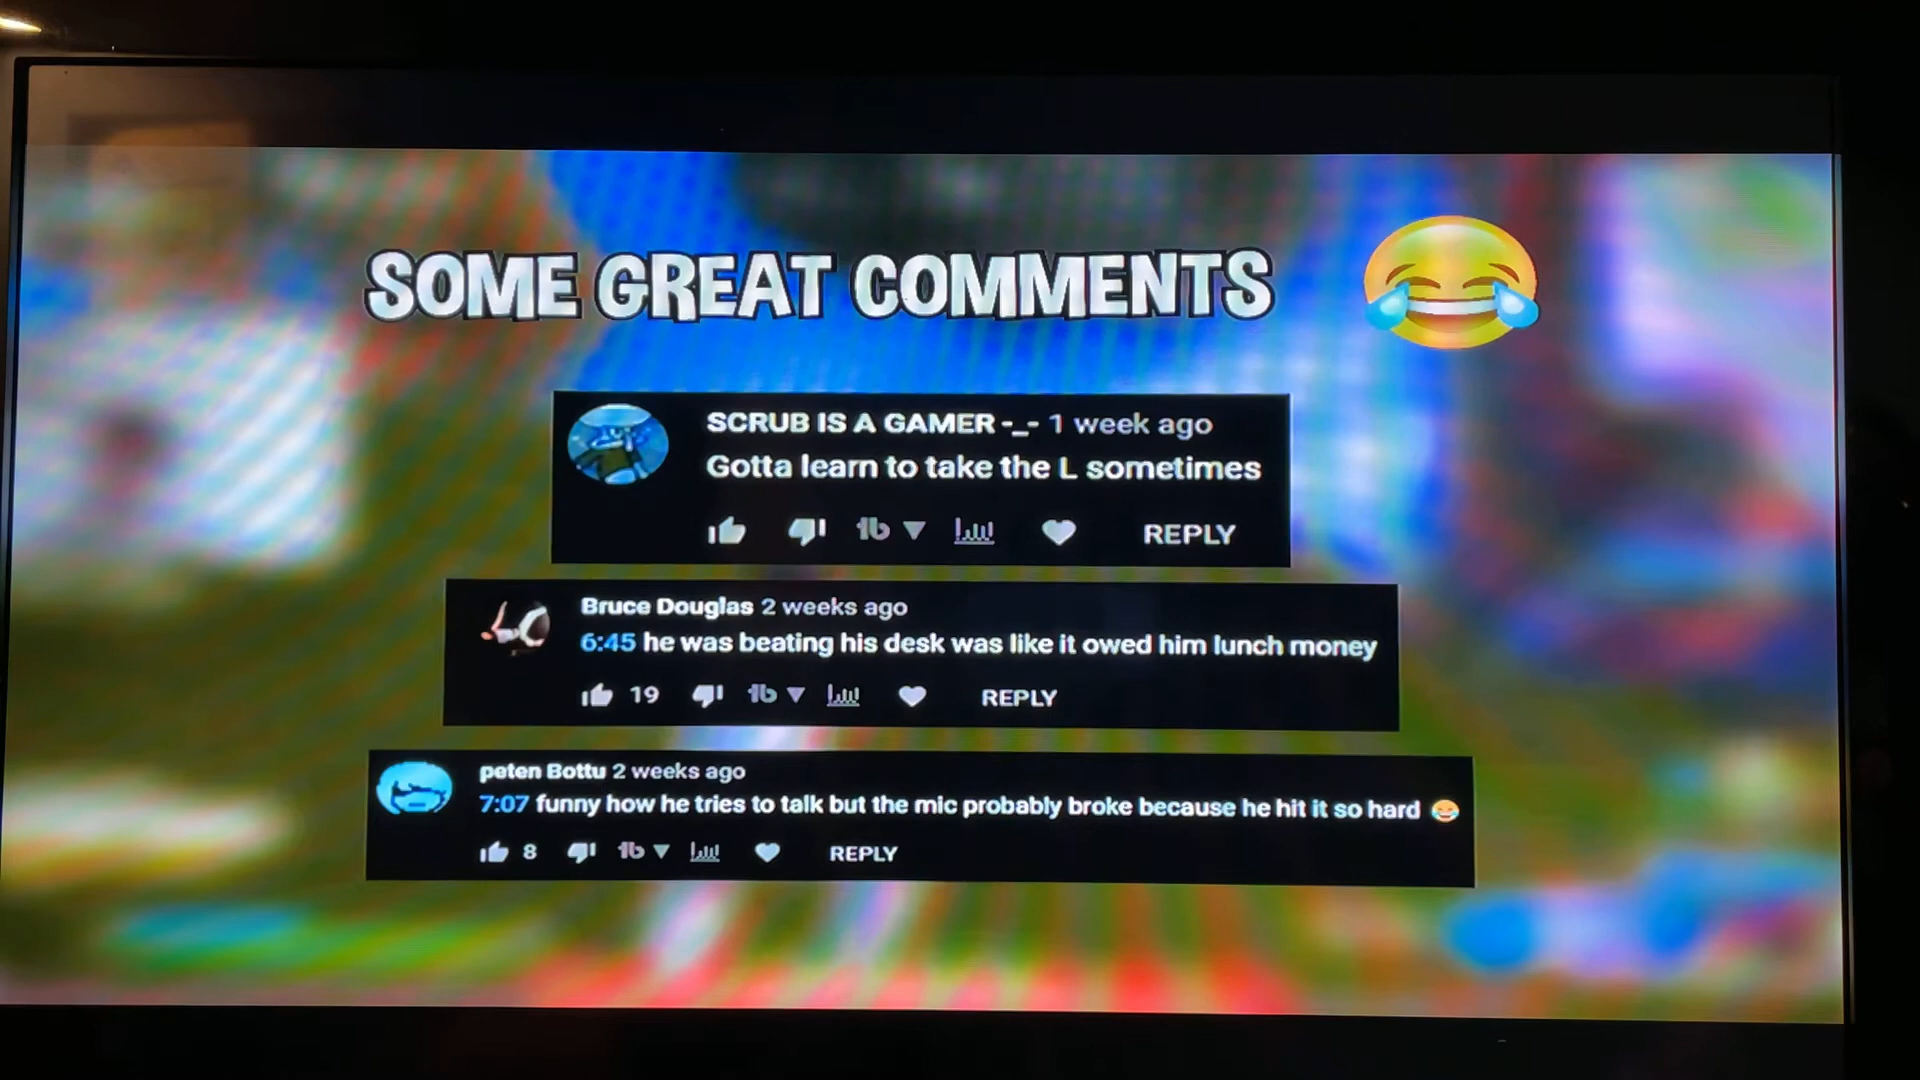 SOME GREAT COMMENTS 😂
SCRUB IS A GAMER -_- 1 week ago
Gotta learn to take the L sometimes
REPLY
Bruce Douglas 2 weeks ago
6:45 he was beating his desk was like it owed him lunch money
19 REPLY
peten Bottu 2 weeks ago
7:07 funny how he tries to talk but the mic probably broke because he hit it so hard 😂
8 REPLY